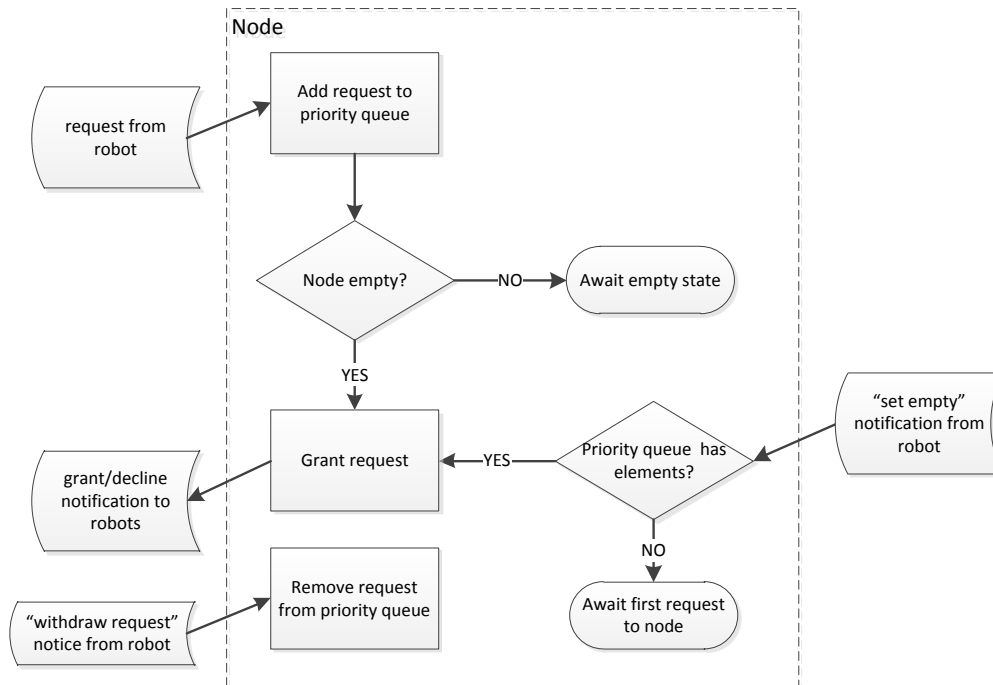 Node
Add request to
priority queue
request from
robot
Node empty?
NO
Await empty state
YES
"set empty"
notification from
robot
Priority queue  has
elements?
YES
Grant request
grant/decline
notification to
robots
NO
Remove request
from priority queue
Await first request
to node
"withdraw request"
notice from robot